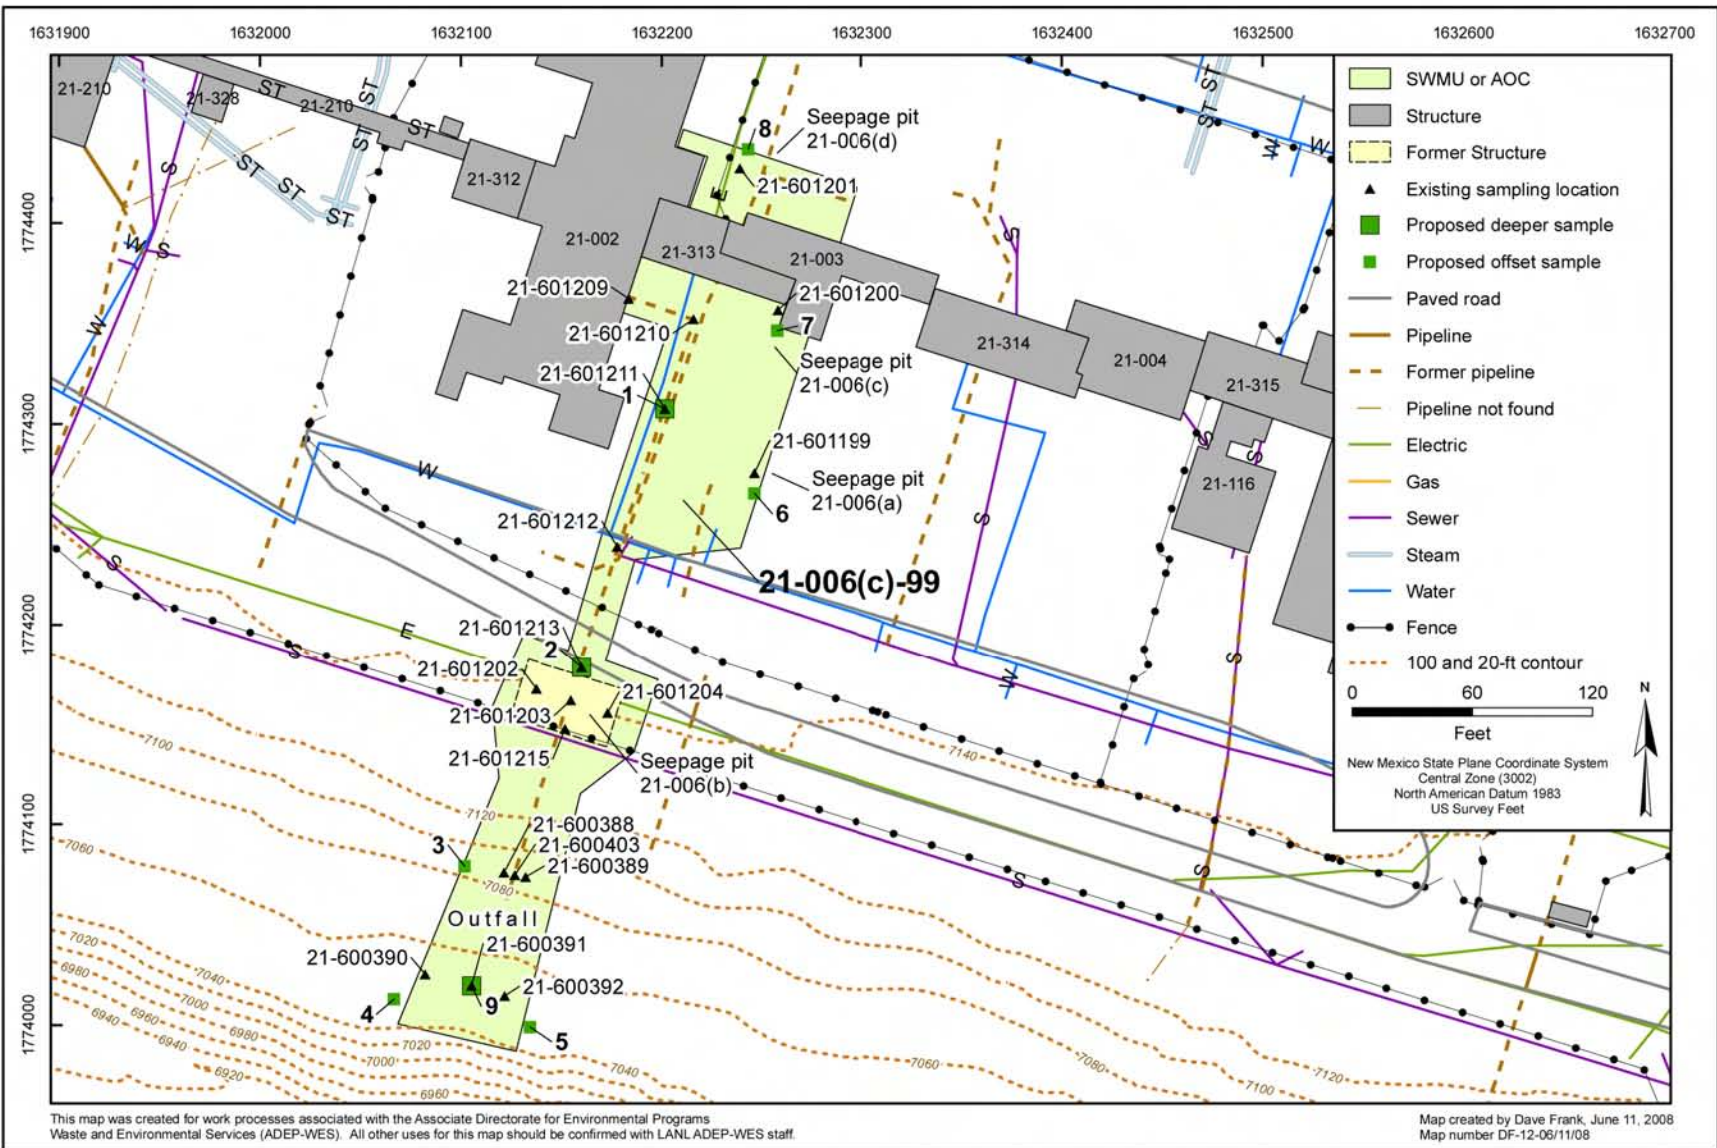 1631900 1632000 1632100 1632200 1632300 1632400 1632500 1632600 1632700
1774400
1774300
1774200
1774100
1774000
21-210
21-328
ST
21-210
ST
ST
ST
ST
ST
ST
S
W
S
W
21-312
21-002
21-313
21-003
21-314
21-004
21-315
21-116
8
Seepage pit
21-006(d)
21-601201
E
21-601209
21-601210
21-601211
1
21-601200
7
Seepage pit
21-006(c)
21-601199
Seepage pit
21-006(a)
6
21-601212
21-006(c)-99
W
S
S
S
S
S
ST
ST
ST
W
W
W
S
E
S
21-601213
2
21-601202
21-601204
21-601203
21-601215
Seepage pit
21-006(b)
S
S
S
21-600388
21-600403
21-600389
3
Outfall
21-600391
21-600390
21-600392
4
9
5
7140
7100
7120
7060
7080
7020
6980
7040
7000
6960
6940
6980
6940
6920
7020
7000
7040
6960
7060
7080
7100
7120
SWMU or AOC
Structure
Former Structure
Existing sampling location
Proposed deeper sample
Proposed offset sample
Paved road
Pipeline
Former pipeline
Pipeline not found
Electric
Gas
Sewer
Steam
Water
Fence
100 and 20-ft contour
0 60 120
Feet
N
New Mexico State Plane Coordinate System
Central Zone (3002)
North American Datum 1983
US Survey Feet
This map was created for work processes associated with the Associate Directorate for Environmental Programs
Waste and Environmental Services (ADEP-WES). All other uses for this map should be confirmed with LANL ADEP-WES staff.
Map created by Dave Frank, June 11, 2008
Map number DF-12-06/11/08